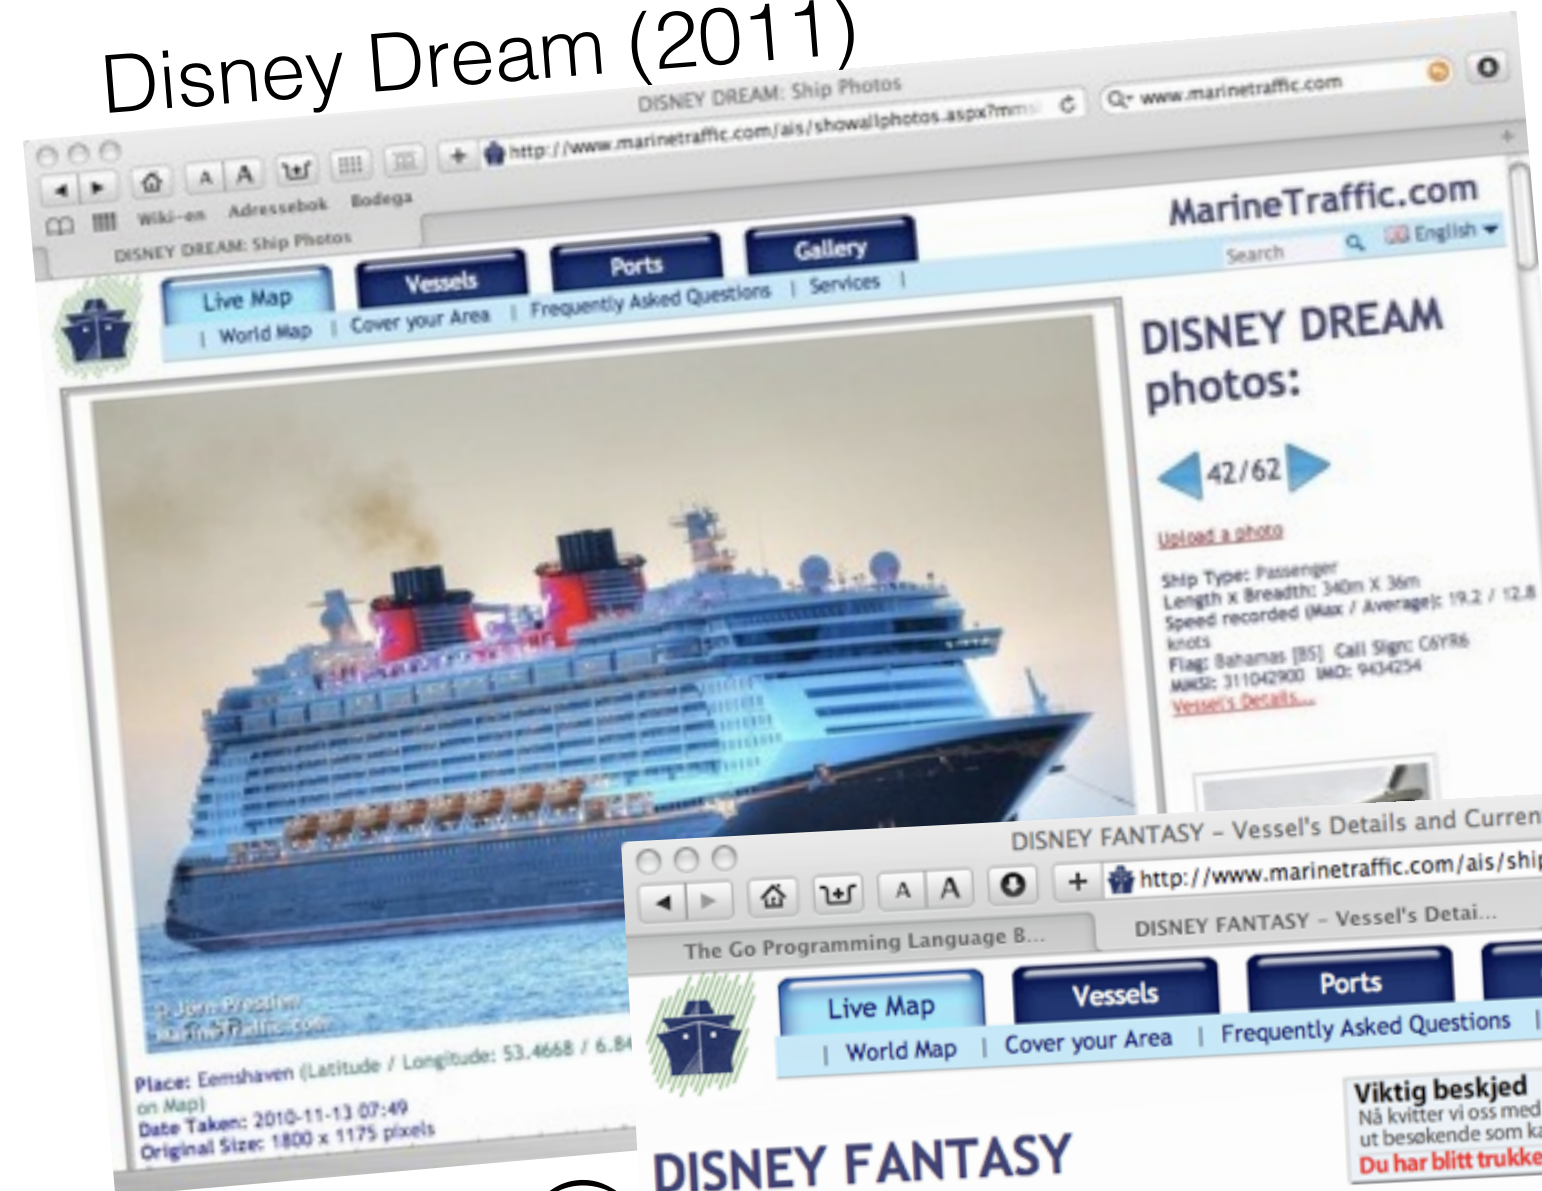 Disney Dream (2011)
DISNEY DREAM: Ship Photos
http://www.marinetraffic.com/ais/showallphotos.aspx?mms
www.marinetraffic.com
A A
Wiki-en Adressebok Bodega
DISNEY DREAM: Ship Photos
MarineTraffic.com
Live Map Vessels Ports Gallery
Search English
| World Map | Cover your Area | Frequently Asked Questions | Services |
DISNEY DREAM
photos:
42/62
Upload a photo
Ship Type: Passenger
Length x Breadth: 340m X 36m
Speed recorded (Max / Average): 19.2 / 12.8
knots
Flag: Bahamas [BS] Call Sign: C6YR6
MMSI: 311042900 IMO: 9434254
Vessel's Details...
MarineTraffic.com
Place: Eemshaven (Latitude / Longitude: 53.4668 / 6.84
on Map)
Date Taken: 2010-11-13 07:49
Original Size: 1800 x 1175 pixels
DISNEY FANTASY - Vessel's Details and Curren
A A
http://www.marinetraffic.com/ais/ship
The Go Programming Language B...
DISNEY FANTASY - Vessel's Detai...
Live Map Vessels Ports
| World Map | Cover your Area | Frequently Asked Questions |
Viktig beskjed
Nå kvitter vi oss med
ut besøkende som ka
Du har blitt trukke
DISNEY FANTASY